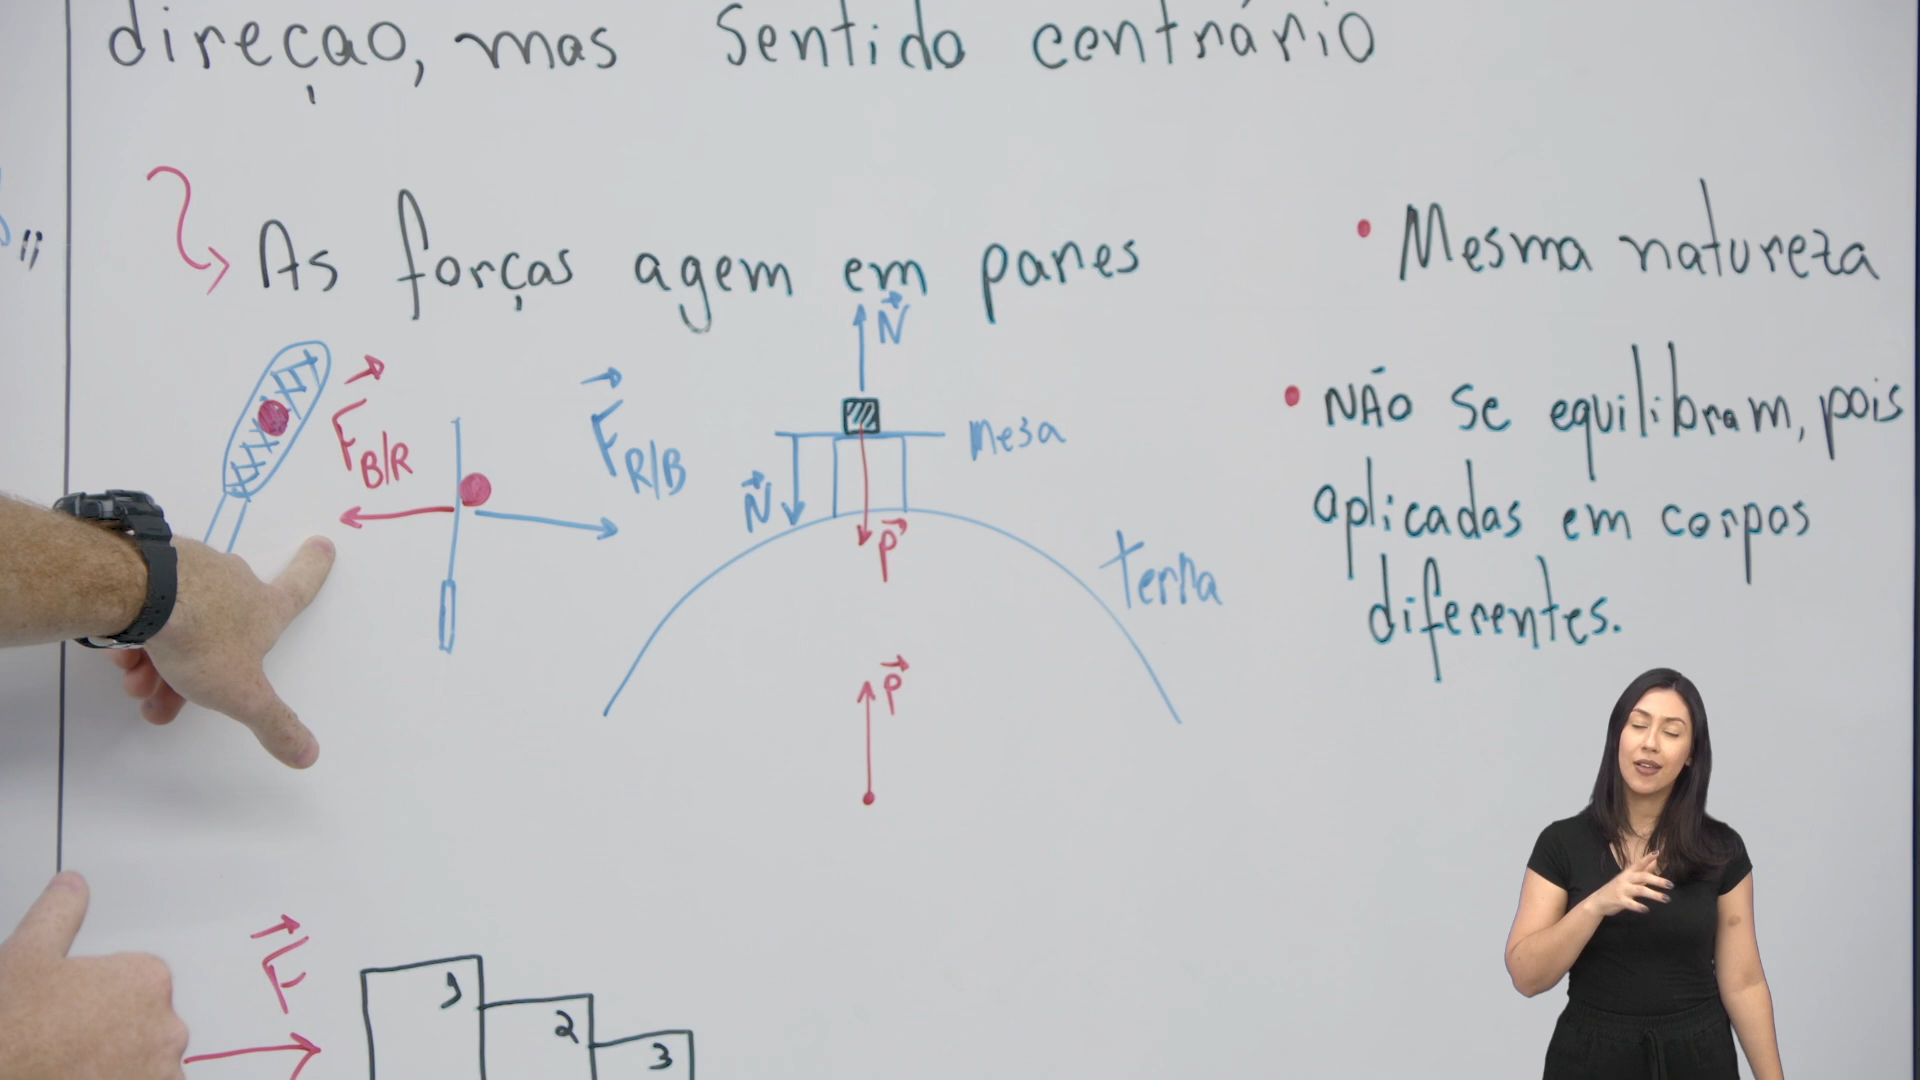 direção, mas sentido contrário
As forças agem em pares
• Mesma natureza
N
F B/R
F R/B
mesa
N
P
Terra
• NÃO se equilibram, pois
aplicadas em corpos
diferentes.
P
F
1
2
3